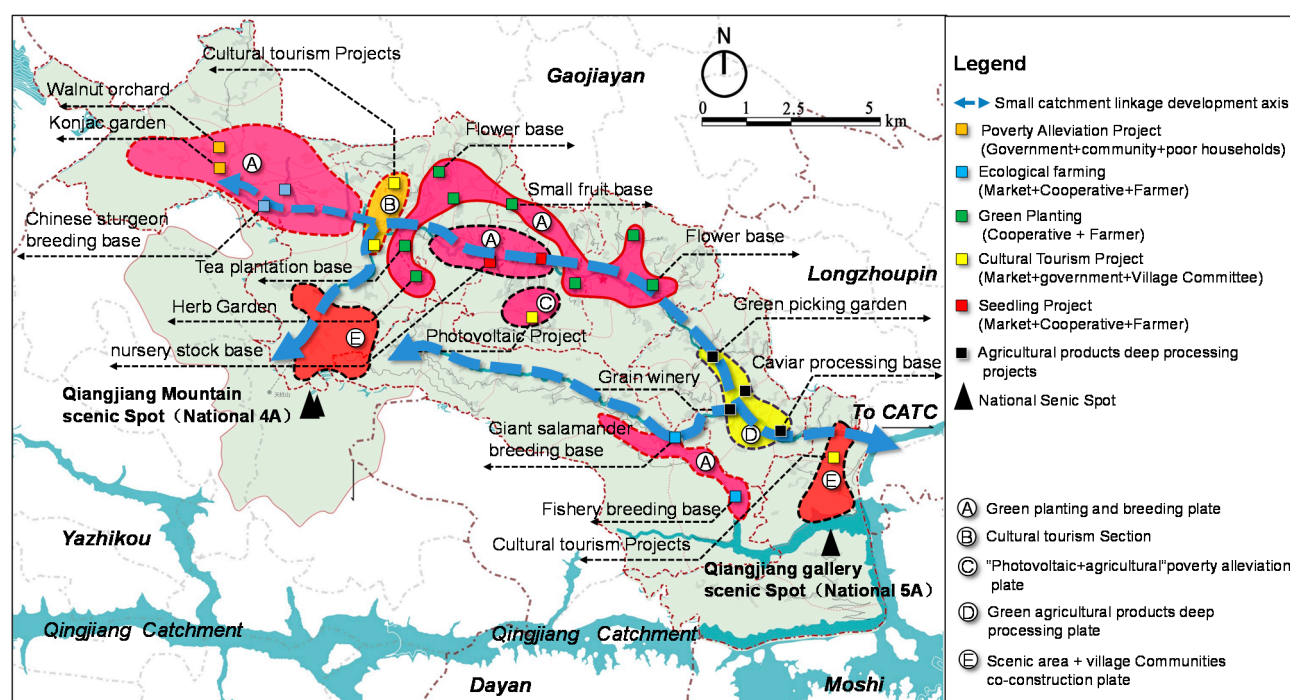 Cultural tourism Projects
Walnut orchard
Konjac garden
Gaojiayan
N
0 1 2.5 5
km
Flower base
Small fruit base
Chinese sturgeon
breeding base
Flower base
Longzhoupin
Tea plantation base
Herb Garden
Green picking garden
nursery stock base
Photovoltaic Project
Caviar processing base
Grain winery
Qiangjiang Mountain
scenic Spot（National 4A）
To CATC
Giant salamander
breeding base
Fishery breeding base
Cultural tourism Projects
Yazhikou
Qiangjiang gallery
scenic Spot（National 5A）
Qingjiang Catchment
Qingjiang Catchment
Dayan
Moshi
A
B
A
A
C
E
D
A
E
Legend
Small catchment linkage development axis
Poverty Alleviation Project
(Government+community+poor households)
Ecological farming
(Market+Cooperative+Farmer)
Green Planting
(Cooperative + Farmer)
Cultural Tourism Project
(Market+government+Village Committee)
Seedling Project
(Market+Cooperative+Farmer)
Agricultural products deep processing
projects
National Senic Spot
A Green planting and breeding plate
B Cultural tourism Section
C "Photovoltaic+agricultural"poverty alleviation
plate
D Green agricultural products deep
processing plate
E Scenic area + village Communities
co-construction plate